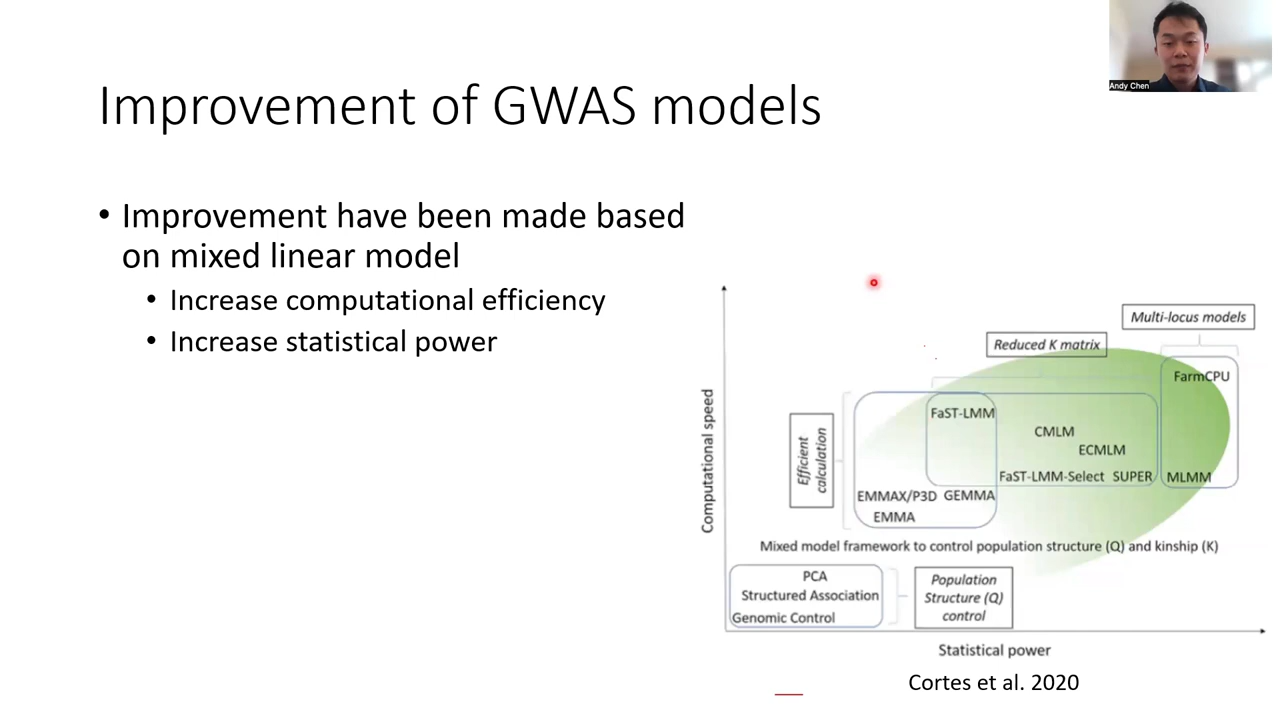 Andy Chen
Improvement of GWAS models
• Improvement have been made based
on mixed linear model
• Increase computational efficiency
• Increase statistical power
Multi-locus models
Reduced K matrix
FarmCPU
FaST-LMM
CMLM
ECMLM
FaST-LMM-Select SUPER MLMM
Efficient
calculation
EMMAX/P3D GEMMA
EMMA
Computational speed
Mixed model framework to control population structure (Q) and kinship (K)
PCA
Structured Association
Genomic Control
Population
Structure (Q)
control
Statistical power
Cortes et al. 2020